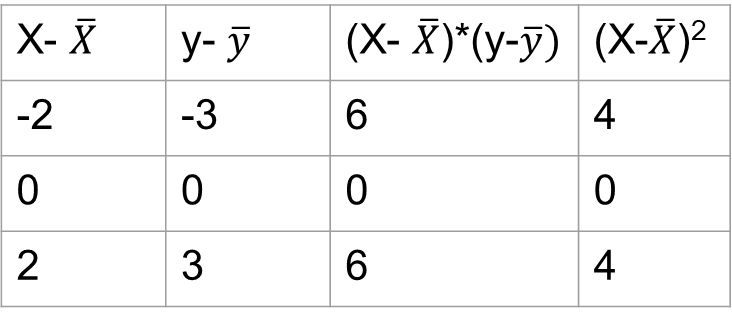 X- X̅ y- y̅ (X- X̅)*(y-y̅) (X-X̅)²
-2 -3 6 4
0 0 0 0
2 3 6 4